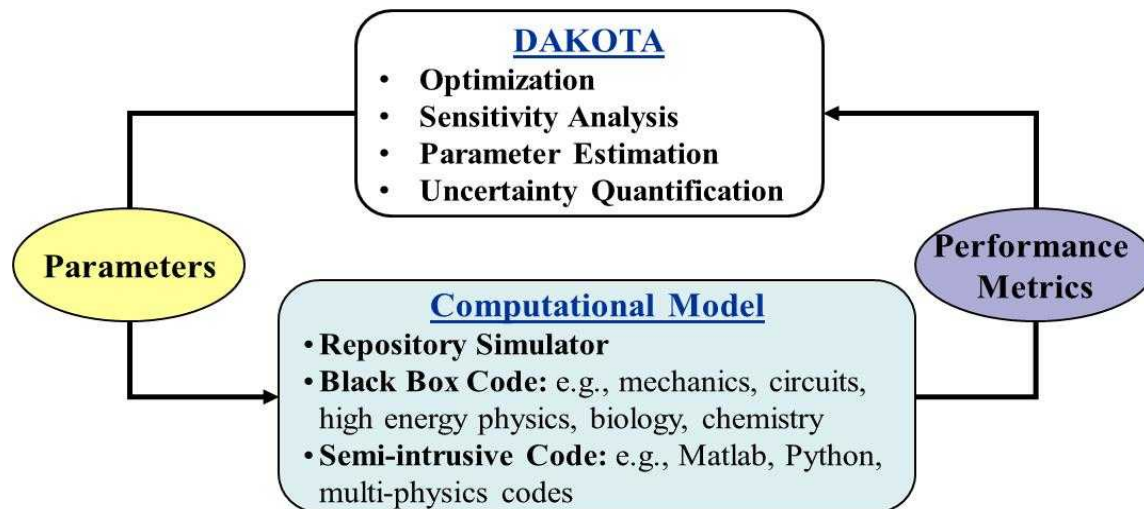 DAKOTA
• Optimization
• Sensitivity Analysis
• Parameter Estimation
• Uncertainty Quantification
Parameters
Performance
Metrics
Computational Model
• Repository Simulator
• Black Box Code: e.g., mechanics, circuits,
high energy physics, biology, chemistry
• Semi-intrusive Code: e.g., Matlab, Python,
multi-physics codes